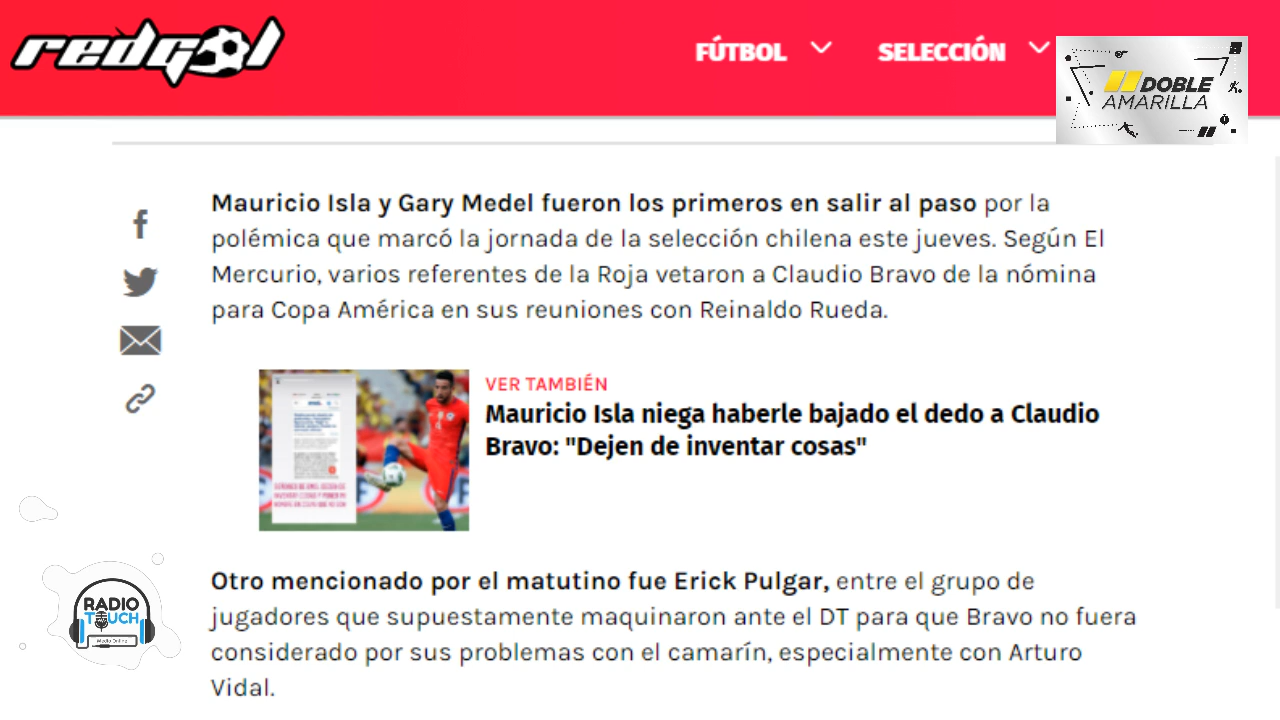 redgol
FÚTBOL
SELECCIÓN
DOBLE
AMARILLA
Mauricio Isla y Gary Medel fueron los primeros en salir al paso por la
polémica que marcó la jornada de la selección chilena este jueves. Según El
Mercurio, varios referentes de la Roja vetaron a Claudio Bravo de la nómina
para Copa América en sus reuniones con Reinaldo Rueda.
VER TAMBIÉN
Mauricio Isla niega haberle bajado el dedo a Claudio
Bravo: "Dejen de inventar cosas"
Otro mencionado por el matutino fue Erick Pulgar, entre el grupo de
jugadores que supuestamente maquinaron ante el DT para que Bravo no fuera
considerado por sus problemas con el camarín, especialmente con Arturo
Vidal.
RADIO
TOUCH
Media Online